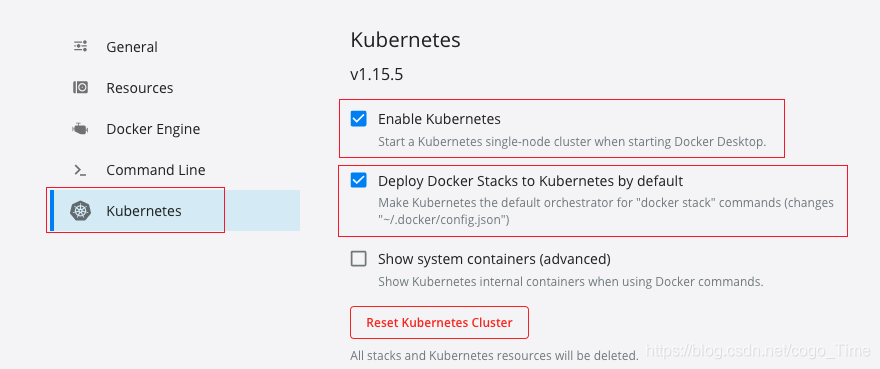 General
Resources
Docker Engine
Command Line
Kubernetes
Kubernetes
v1.15.5
Enable Kubernetes
Start a Kubernetes single-node cluster when starting Docker Desktop.
Deploy Docker Stacks to Kubernetes by default
Make Kubernetes the default orchestrator for "docker stack" commands (changes
"~/.docker/config.json")
Show system containers (advanced)
Show Kubernetes internal containers when using Docker commands.
Reset Kubernetes Cluster
All stacks and Kubernetes resources will be deleted.
https://blog.csdn.net/cogo_Time